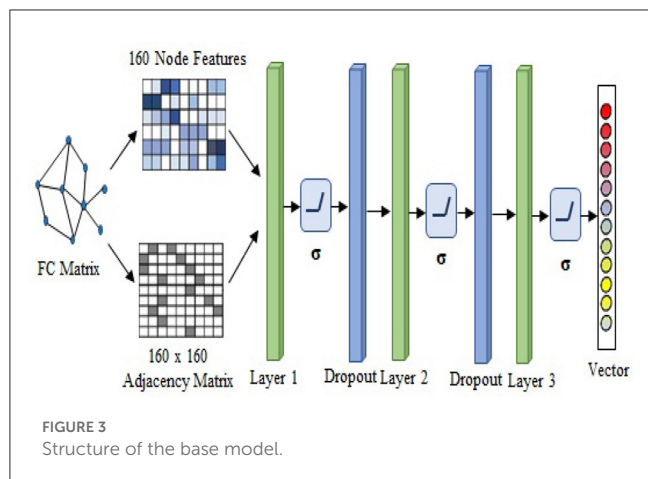 160 Node Features
FC Matrix
160 x 160
Adjacency Matrix
Layer 1
σ
Dropout
Layer 2
σ
Dropout
Layer 3
σ
Vector
FIGURE 3
Structure of the base model.